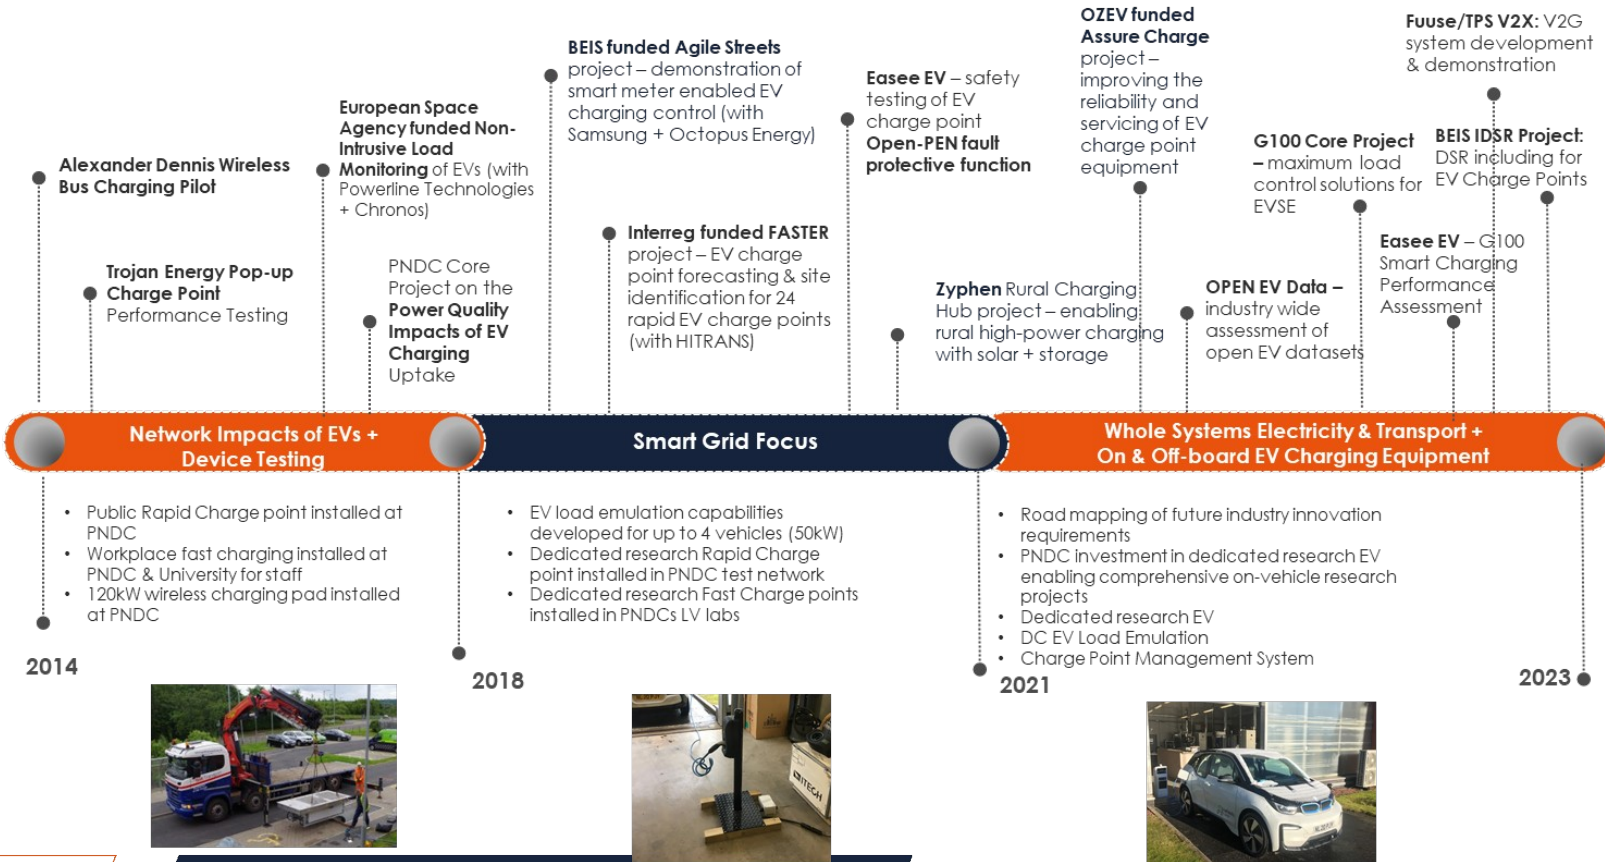 Alexander Dennis Wireless
Bus Charging Pilot
Trojan Energy Pop-up
Charge Point
Performance Testing
European Space
Agency funded Non-
Intrusive Load
Monitoring of EVs (with
Powerline Technologies
+ Chronos)
PNDC Core
Project on the
Power Quality
Impacts of EV
Charging
Uptake
BEIS funded Agile Streets
project – demonstration of
smart meter enabled EV
charging control (with
Samsung + Octopus Energy)
Interreg funded FASTER
project – EV charge
point forecasting & site
identification for 24
rapid EV charge points
(with HITRANS)
Easee EV – safety
testing of EV
charge point
Open-PEN fault
protective function
Zyphen Rural Charging
Hub project – enabling
rural high-power charging
with solar + storage
OZEV funded
Assure Charge
project –
improving the
reliability and
servicing of EV
charge point
equipment
OPEN EV Data –
industry wide
assessment of
open EV datasets
G100 Core Project
– maximum load
control solutions for
EVSE
Easee EV – G100
Smart Charging
Performance
Assessment
Fuuse/TPS V2X: V2G
system development
& demonstration
BEIS IDSR Project:
DSR including for
EV Charge Points
Network Impacts of EVs +
Device Testing
Smart Grid Focus
Whole Systems Electricity & Transport +
On & Off-board EV Charging Equipment
• Public Rapid Charge point installed at
PNDC
• Workplace fast charging installed at
PNDC & University for staff
• 120kW wireless charging pad installed
at PNDC
• EV load emulation capabilities
developed for up to 4 vehicles (50kW)
• Dedicated research Rapid Charge
point installed in PNDC test network
• Dedicated research Fast Charge points
installed in PNDCs LV labs
• Road mapping of future industry innovation
requirements
• PNDC investment in dedicated research EV
enabling comprehensive on-vehicle research
projects
• Dedicated research EV
• DC EV Load Emulation
• Charge Point Management System
2014
2018
2021
2023
ITECH